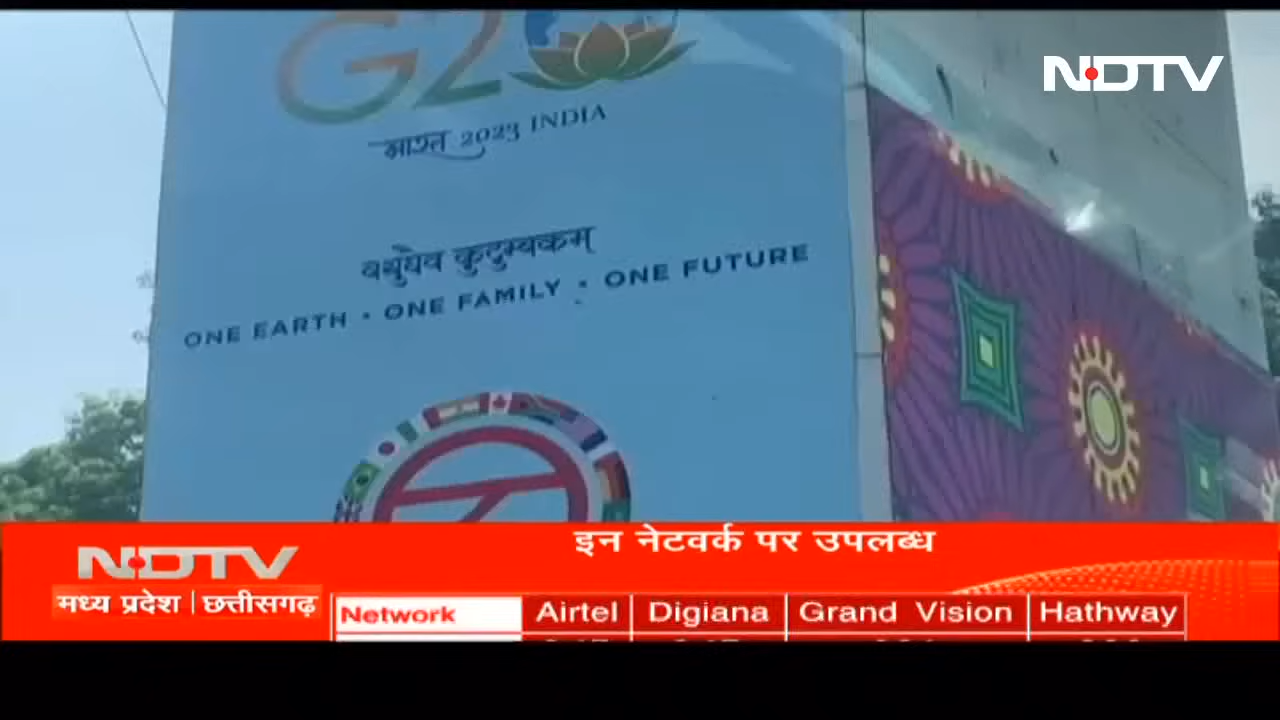 G20
NDTV
भारत 2023 INDIA
वसुधैव कुटुम्बकम्
ONE EARTH • ONE FAMILY • ONE FUTURE
इन नेटवर्क पर उपलब्ध
NDTV
मध्य प्रदेश | छत्तीसगढ़
Network Airtel Digiana Grand Vision Hathway